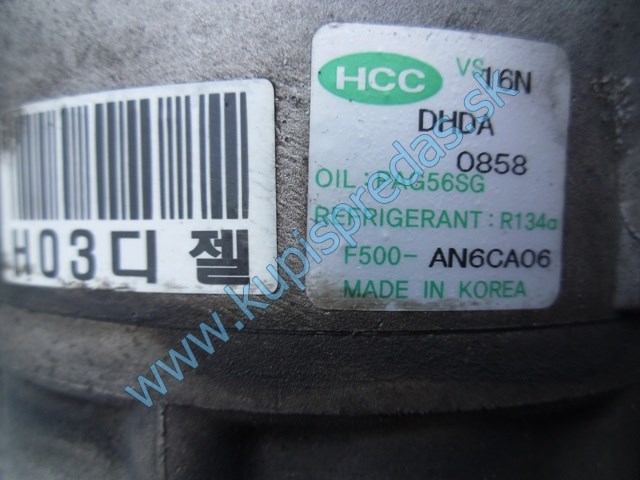 HCC VS16N
DHDA
0858
OIL : PAG56SG
REFRIGERANT : R134a
F500- AN6CA06
MADE IN KOREA
H03디젤
www.kupispredas.sk